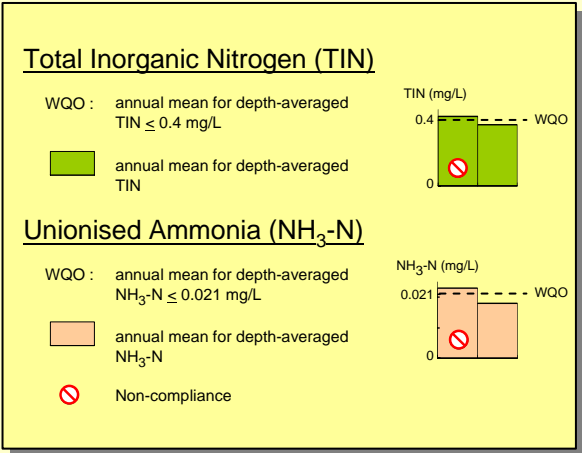 Total Inorganic Nitrogen (TIN)
WQO : annual mean for depth-averaged
TIN ≤ 0.4 mg/L
annual mean for depth-averaged
TIN
TIN (mg/L)
0.4
WQO
0
Unionised Ammonia (NH₃-N)
WQO : annual mean for depth-averaged
NH₃-N ≤ 0.021 mg/L
annual mean for depth-averaged
NH₃-N
Non-compliance
NH₃-N (mg/L)
0.021
WQO
0